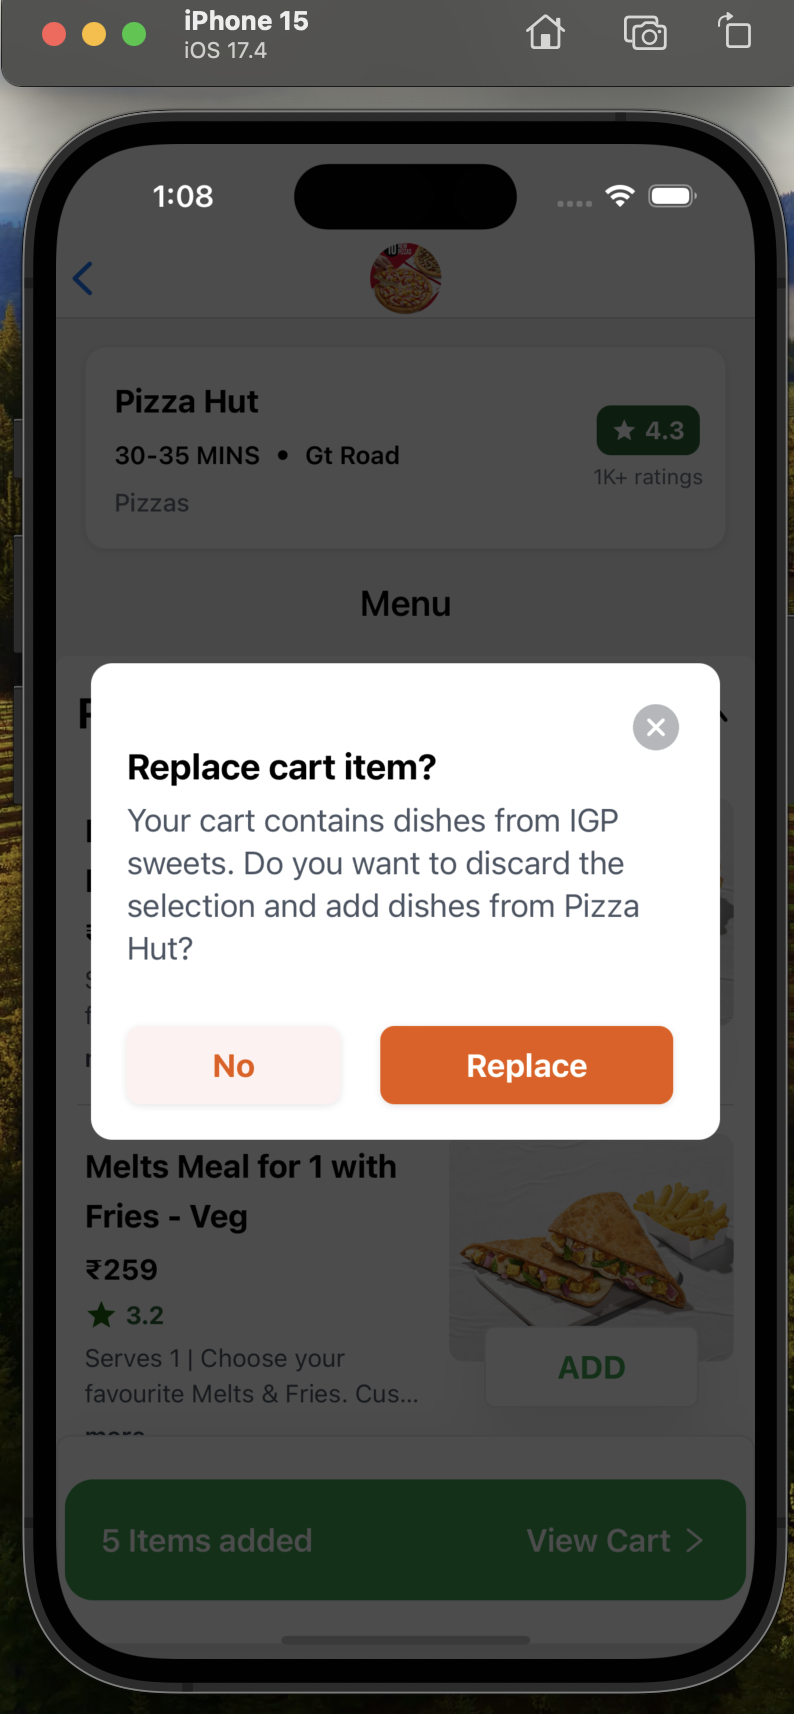 iPhone 15
iOS 17.4
1:08
Pizza Hut
30-35 MINS • Gt Road
4.3
1K+ ratings
Pizzas
Menu
Replace cart item?
Your cart contains dishes from IGP
sweets. Do you want to discard the
selection and add dishes from Pizza
Hut?
No
Replace
Melts Meal for 1 with
Fries - Veg
₹259
3.2
Serves 1 | Choose your
favourite Melts & Fries. Cus...
more
ADD
5 Items added
View Cart >